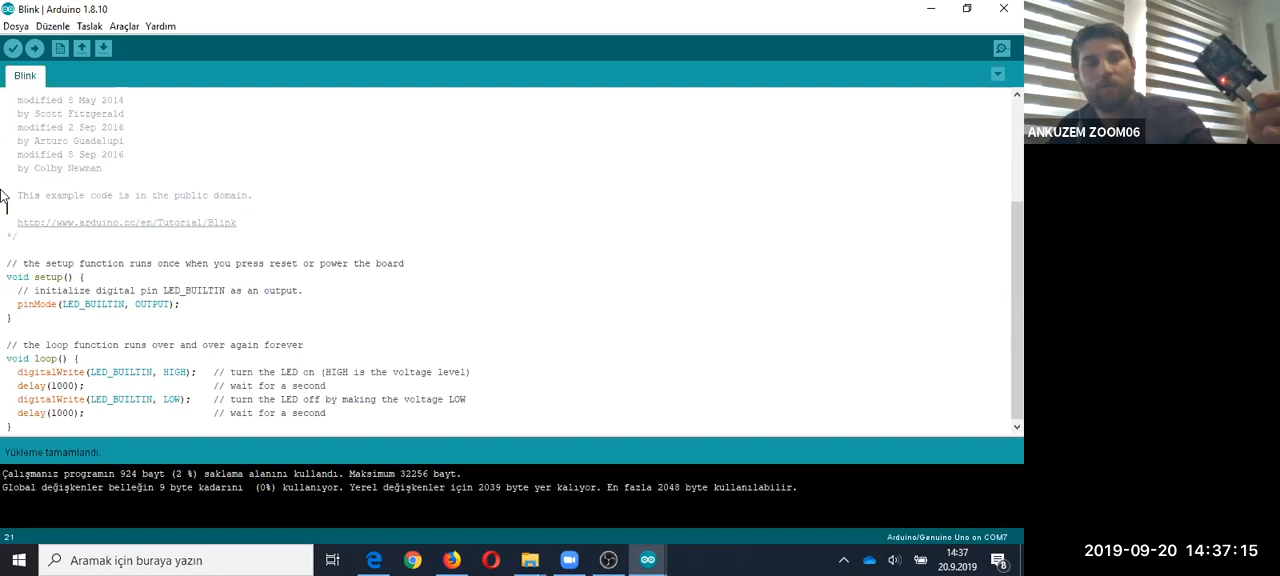 Blink | Arduino 1.8.10
Dosya Düzenle Taslak Araçlar Yardım
Blink
modified 8 May 2014
by Scott Fitzgerald
modified 2 Sep 2016
by Arturo Guadalupi
modified 8 Sep 2016
by Colby Newman
This example code is in the public domain.
http://www.arduino.cc/en/Tutorial/Blink
*/
// the setup function runs once when you press reset or power the board
void setup() {
// initialize digital pin LED_BUILTIN as an output.
pinMode(LED_BUILTIN, OUTPUT);
}
// the loop function runs over and over again forever
void loop() {
digitalWrite(LED_BUILTIN, HIGH);   // turn the LED on (HIGH is the voltage level)
delay(1000);                       // wait for a second
digitalWrite(LED_BUILTIN, LOW);    // turn the LED off by making the voltage LOW
delay(1000);                       // wait for a second
}
Yükleme tamamlandı.
Çalışmanız programın 924 bayt (2 %) saklama alanını kullandı. Maksimum 32256 bayt.
Global değişkenler belleğin 9 byte kadarını  (0%) kullanıyor. Yerel değişkenler için 2039 byte yer kalıyor. En fazla 2048 byte kullanılabilir.
21
Arduino/Genuino Uno on COM7
Aramak için buraya yazın
14:37
20.9.2019
8
ANKUZEM ZOOM06
2019-09-20 14:37:15